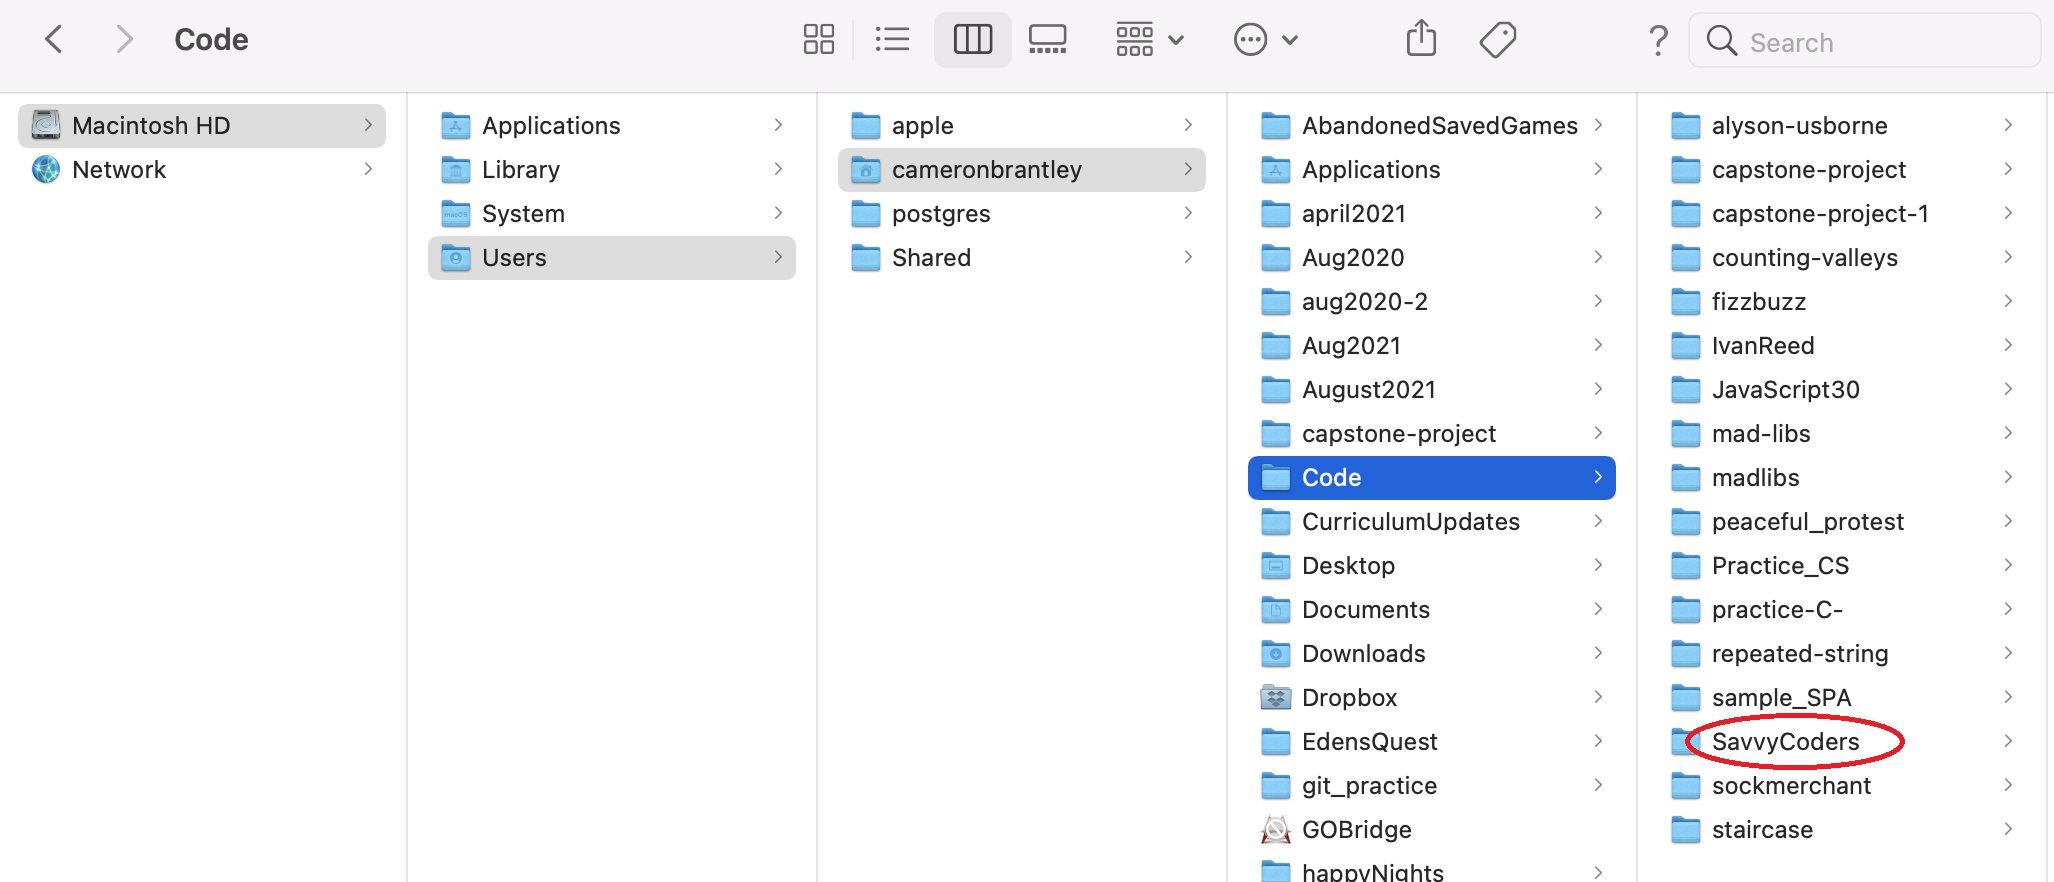 Code
Search
Macintosh HD
Network
Applications
Library
System
Users
apple
cameronbrantley
postgres
Shared
AbandonedSavedGames
Applications
april2021
Aug2020
aug2020-2
Aug2021
August2021
capstone-project
Code
CurriculumUpdates
Desktop
Documents
Downloads
Dropbox
EdensQuest
git_practice
GOBridge
happyNights
alyson-usborne
capstone-project
capstone-project-1
counting-valleys
fizzbuzz
IvanReed
JavaScript30
mad-libs
madlibs
peaceful_protest
Practice_CS
practice-C-
repeated-string
sample_SPA
SavvyCoders
sockmerchant
staircase